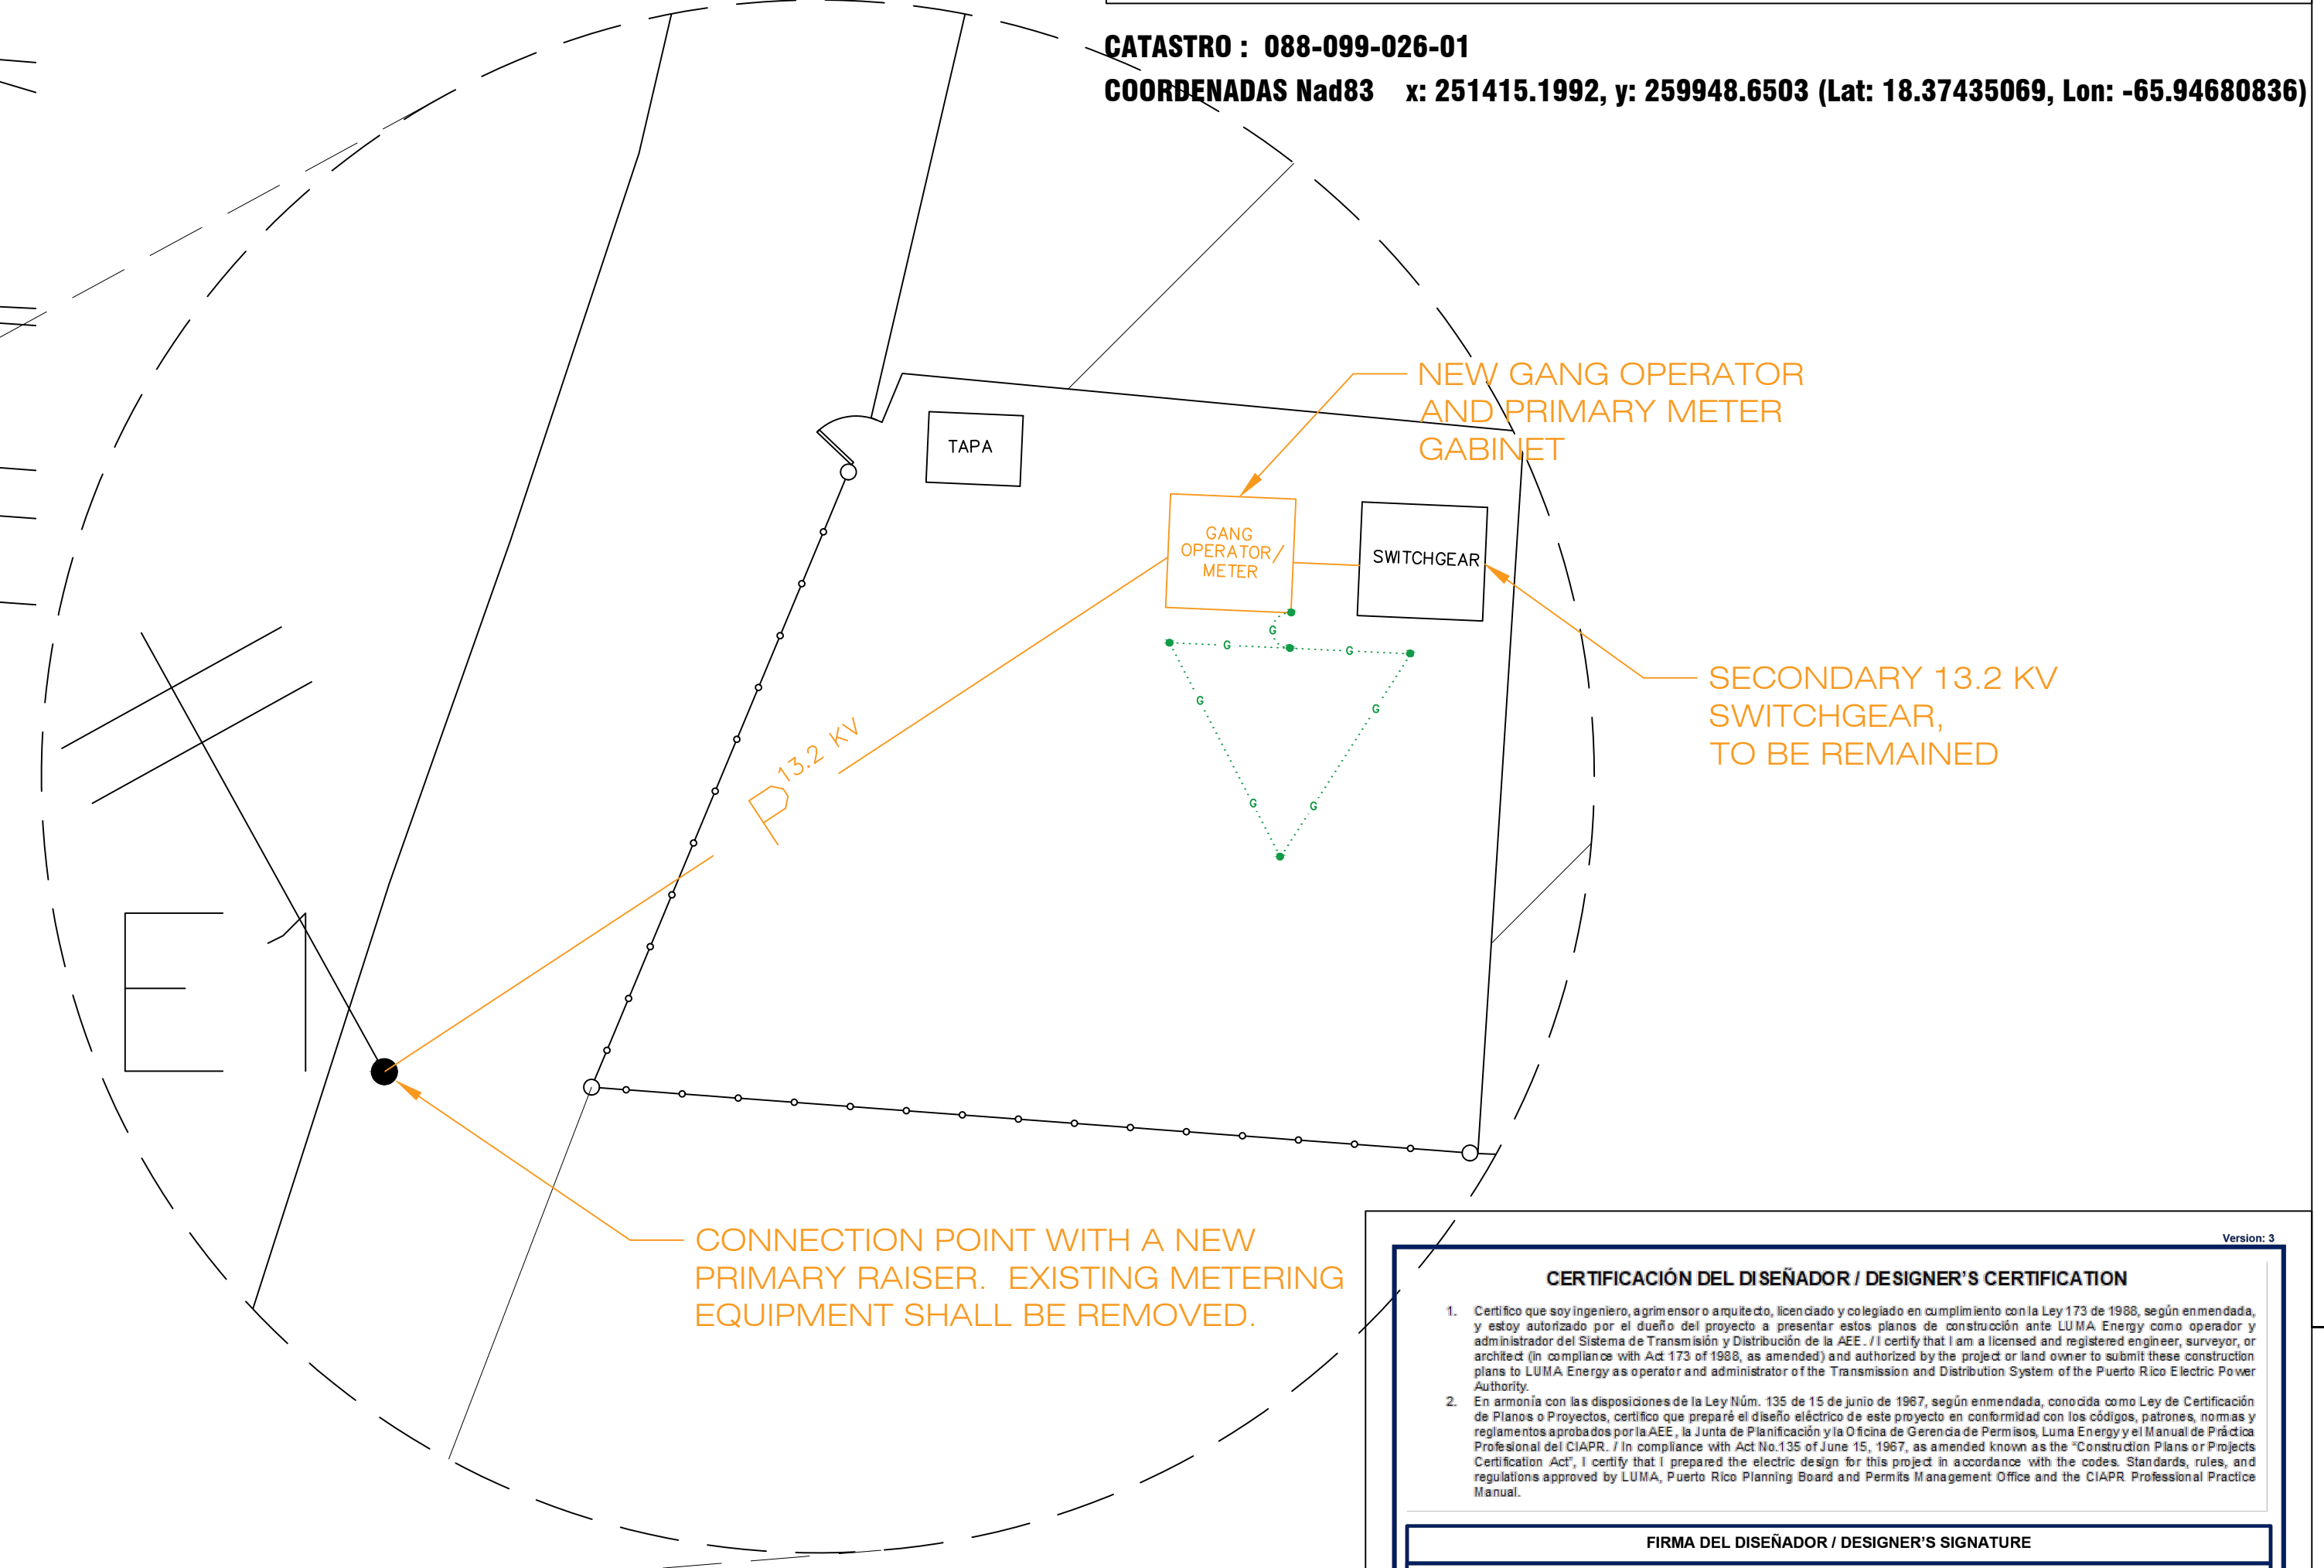 CATASTRO : 088-099-026-01
COORDENADAS Nad83 x: 251415.1992, y: 259948.6503 (Lat: 18.37435069, Lon: -65.94680836)
NEW GANG OPERATOR
AND PRIMARY METER
GABINET
TAPA
GANG
OPERATOR/
METER
SWITCHGEAR
G
G
G
G
G
G
G
SECONDARY 13.2 KV
SWITCHGEAR,
TO BE REMAINED
P 13.2 KV
E1
CONNECTION POINT WITH A NEW
PRIMARY RAISER. EXISTING METERING
EQUIPMENT SHALL BE REMOVED.
Version: 3
CERTIFICACIÓN DEL DISEÑADOR / DESIGNER'S CERTIFICATION
1. Certifico que soy ingeniero, agrimensor o arquitecto, licenciado y colegiado en cumplimiento con la Ley 173 de 1988, según enmendada,
y estoy autorizado por el dueño del proyecto a presentar estos planos de construcción ante LUMA Energy como operador y
administrador del Sistema de Transmisión y Distribución de la AEE. / I certify that I am a licensed and registered engineer, surveyor, or
architect (in compliance with Act 173 of 1988, as amended) and authorized by the project or land owner to submit these construction
plans to LUMA Energy as operator and administrator of the Transmission and Distribution System of the Puerto Rico Electric Power
Authority.
2. En armonía con las disposiciones de la Ley Núm. 135 de 15 de junio de 1967, según enmendada, conocida como Ley de Certificación
de Planos o Proyectos, certifico que preparé el diseño eléctrico de este proyecto en conformidad con los códigos, patrones, normas y
reglamentos aprobados por la AEE, la Junta de Planificación y la Oficina de Gerencia de Permisos, Luma Energy y el Manual de Práctica
Profesional del CIAPR. / In compliance with Act No.135 of June 15, 1967, as amended known as the "Construction Plans or Projects
Certification Act", I certify that I prepared the electric design for this project in accordance with the codes. Standards, rules, and
regulations approved by LUMA, Puerto Rico Planning Board and Permits Management Office and the CIAPR Professional Practice
Manual.
FIRMA DEL DISEÑADOR / DESIGNER'S SIGNATURE